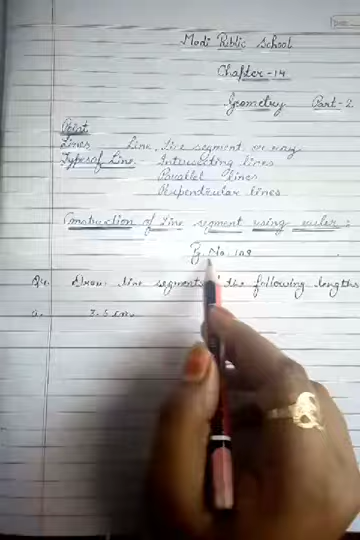 Modi Public School
Chapter - 14
Geometry Part - 2
Point
Lines Line, Line segment or ray
Types of Line - Intersecting lines
Parallel lines
Perpendicular lines
Construction of Line segment using ruler :
P. No. 109
Qu. Draw line segments the following lengths
a. 3.5 cm